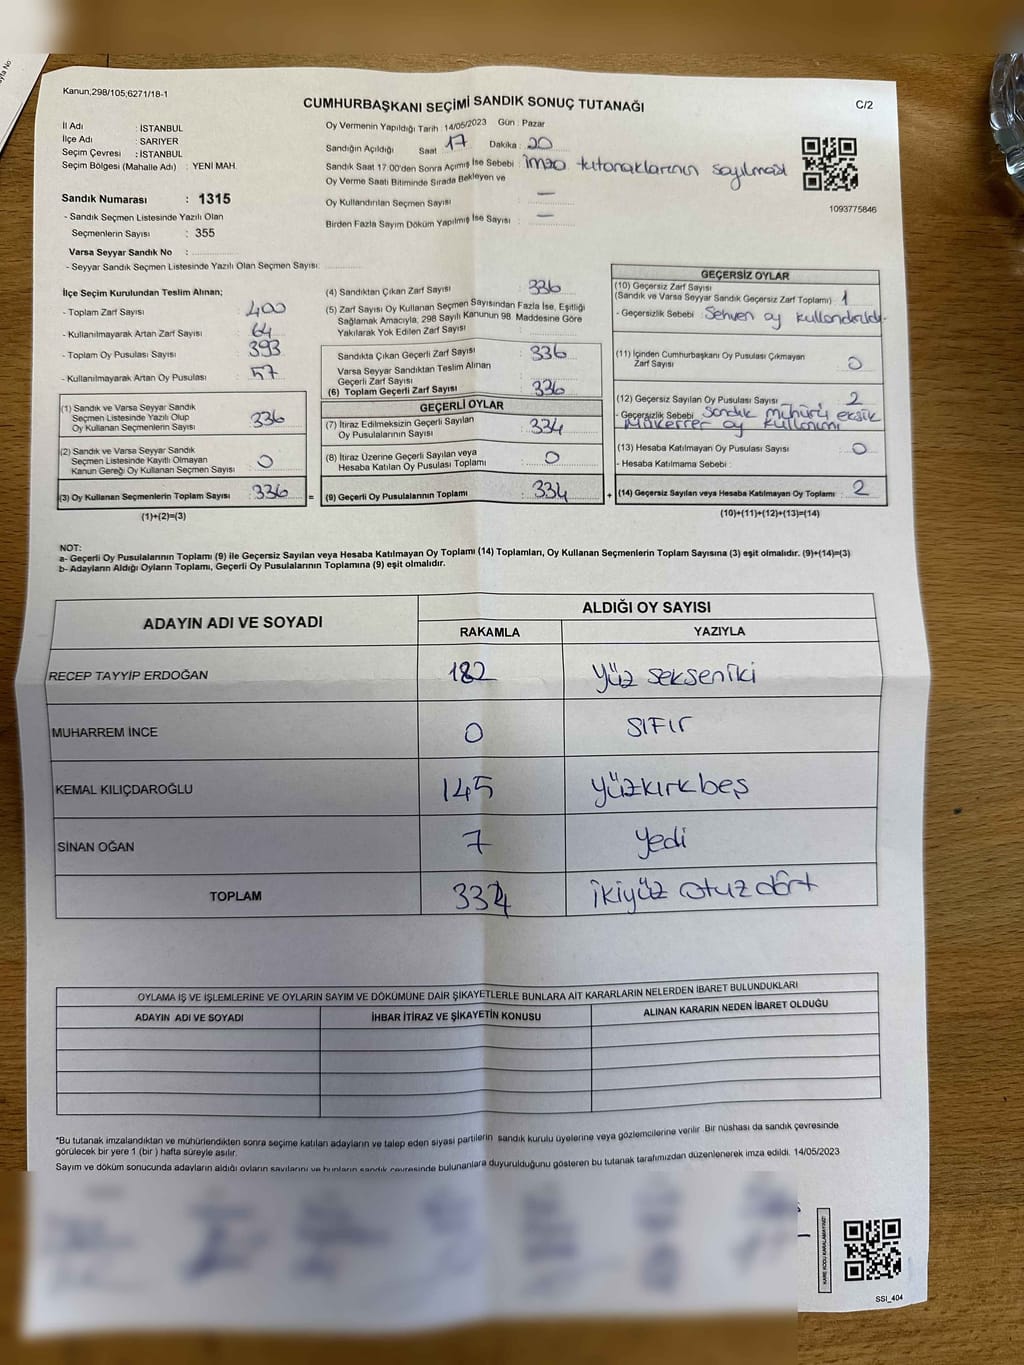 Kanun,298/105;6271/18-1
CUMHURBAŞKANI SEÇİMİ SANDIK SONUÇ TUTANAĞI
C/2
İl Adı : İSTANBUL
İlçe Adı : SARIYER
Seçim Çevresi : İSTANBUL
Seçim Bölgesi (Mahalle Adı) : YENİ MAH.
Sandık Numarası : 1315
- Sandık Seçmen Listesinde Yazılı Olan
Seçmenlerin Sayısı : 355
Varsa Seyyar Sandık No :
- Seyyar Sandık Seçmen Listesinde Yazılı Olan Seçmen Sayısı:
Oy Vermenin Yapıldığı Tarih : 14/05/2023 Gün : Pazar
Sandığın Açıldığı Saat 17 Dakika : 20
Sandık Saat 17:00'den Sonra Açımış İse Sebebi : imza tutanaklarının sayılması
Oy Verme Saati Bitiminde Sırada Bekleyen ve
Oy Kullandırılan Seçmen Sayısı : —
Birden Fazla Sayım Döküm Yapılmış İse Sayısı : —
1093775846
İlçe Seçim Kurulundan Teslim Alınan;
- Toplam Zarf Sayısı : 400
- Kullanılmayarak Artan Zarf Sayısı : 64
- Toplam Oy Pusulası Sayısı : 393
- Kullanılmayarak Artan Oy Pusulası : 57
(1) Sandık ve Varsa Seyyar Sandık
Seçmen Listesinde Yazılı Olup
Oy Kullanan Seçmenlerin Sayısı : 336
(2) Sandık ve Varsa Seyyar Sandık
Seçmen Listesinde Kayıtlı Olmayan
Kanun Gereği Oy Kullanan Seçmen Sayısı : 0
(3) Oy Kullanan Seçmenlerin Toplam Sayısı : 336 =
(1)+(2)=(3)
(4) Sandıktan Çıkan Zarf Sayısı : 336
(5) Zarf Sayısı Oy Kullanan Seçmen Sayısından Fazla İse, Eşitliği
Sağlamak Amacıyla, 298 Sayılı Kanunun 98. Maddesine Göre
Yakılarak Yok Edilen Zarf Sayısı :
Sandıkta Çıkan Geçerli Zarf Sayısı : 336
Varsa Seyyar Sandıktan Teslim Alınan
Geçerli Zarf Sayısı :
(6) Toplam Geçerli Zarf Sayısı : 336
GEÇERLİ OYLAR
(7) İtiraz Edilmeksizin Geçerli Sayılan
Oy Pusulalarının Sayısı : 334
(8) İtiraz Üzerine Geçerli Sayılan veya
Hesaba Katılan Oy Pusulası Toplamı : 0
(9) Geçerli Oy Pusulalarının Toplamı : 334 +
GEÇERSİZ OYLAR
(10) Geçersiz Zarf Sayısı
(Sandık ve Varsa Seyyar Sandık Geçersiz Zarf Toplamı) : 1
- Geçersizlik Sebebi : Sehven oy kullandırıldı.
(11) İçinden Cumhurbaşkanı Oy Pusulası Çıkmayan
Zarf Sayısı : 0
(12) Geçersiz Sayılan Oy Pusulası Sayısı : 2
- Geçersizlik Sebebi : Sandık mühürü eksik
Mükerrer oy kullanımı
(13) Hesaba Katılmayan Oy Pusulası Sayısı : 0
- Hesaba Katılmama Sebebi :
(14) Geçersiz Sayılan veya Hesaba Katılmayan Oy Toplamı : 2
(10)+(11)+(12)+(13)=(14)
NOT:
a- Geçerli Oy Pusulalarının Toplamı (9) ile Geçersiz Sayılan veya Hesaba Katılmayan Oy Toplamı (14) Toplamları, Oy Kullanan Seçmenlerin Toplam Sayısına (3) eşit olmalıdır. (9)+(14)=(3)
b- Adayların Aldığı Oyların Toplamı, Geçerli Oy Pusulalarının Toplamına (9) eşit olmalıdır.
ADAYIN ADI VE SOYADI
ALDIĞI OY SAYISI
RAKAMLA YAZIYLA
RECEP TAYYİP ERDOĞAN 182 Yüz seksen iki
MUHARREM İNCE 0 SIFIR
KEMAL KILIÇDAROĞLU 145 Yüzkırkbeş
SİNAN OĞAN 7 Yedi
TOPLAM 334 İkiyüz otuz dört
OYLAMA İŞ VE İŞLEMLERİNE VE OYLARIN SAYIM VE DÖKÜMÜNE DAİR ŞİKAYETLERLE BUNLARA AİT KARARLARIN NELERDEN İBARET BULUNDUKLARI
ADAYIN ADI VE SOYADI İHBAR İTİRAZ VE ŞİKAYETİN KONUSU ALINAN KARARIN NEDEN İBARET OLDUĞU
*Bu tutanak imzalandıktan ve mühürlendikten sonra seçime katılan adayların ve talep eden siyasi partilerin sandık kurulu üyelerine veya gözlemcilerine verilir. Bir nüshası da sandık çevresinde
görülecek bir yere 1 (bir ) hafta süreyle asılır.
Sayım ve döküm sonucunda adayların aldığı oyların sayılarını ve bunların sandık çevresinde bulunanlara duyurulduğunu gösteren bu tutanak tarafımızdan düzenlenerek imza edildi. 14/05/2023
KARE KODU KARALAMAYINIZ!
SSI_404